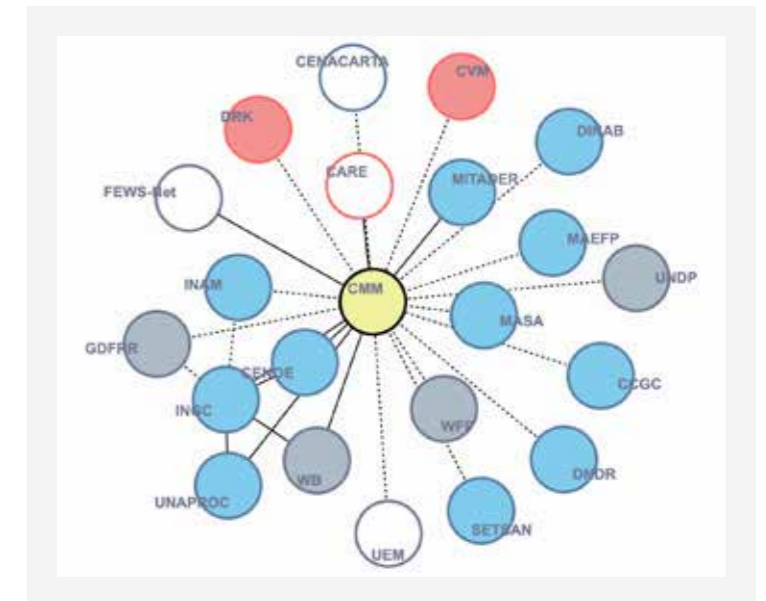 CENACARTA
CVM
DRK
DIRAB
CARE
MITADER
FEWS-Net
MAEFP
INAM
CMM
UNDP
MASA
GDFRR
CENOE
CCGC
INGC
WFP
WB
DNDR
UNAPROC
SETSAN
UEM